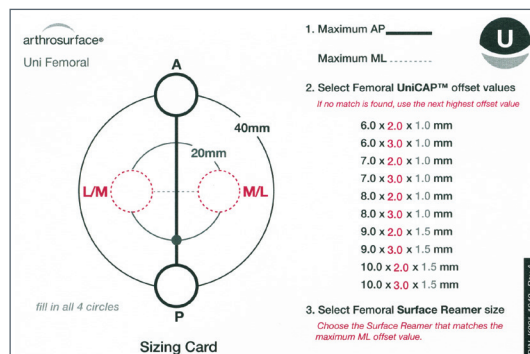 arthrosurface®
Uni Femoral
A
40mm
20mm
L/M
M/L
P
fill in all 4 circles
Sizing Card
1. Maximum AP
Maximum ML
U
2. Select Femoral UniCAP™ offset values
if no match is found, use the next highest offset value
6.0 x 2.0 x 1.0 mm
6.0 x 3.0 x 1.0 mm
7.0 x 2.0 x 1.0 mm
7.0 x 3.0 x 1.0 mm
8.0 x 2.0 x 1.0 mm
8.0 x 3.0 x 1.0 mm
9.0 x 2.0 x 1.5 mm
9.0 x 3.0 x 1.5 mm
10.0 x 2.0 x 1.5 mm
10.0 x 3.0 x 1.5 mm
3. Select Femoral Surface Reamer size
Choose the Surface Reamer that matches the
maximum ML offset value.